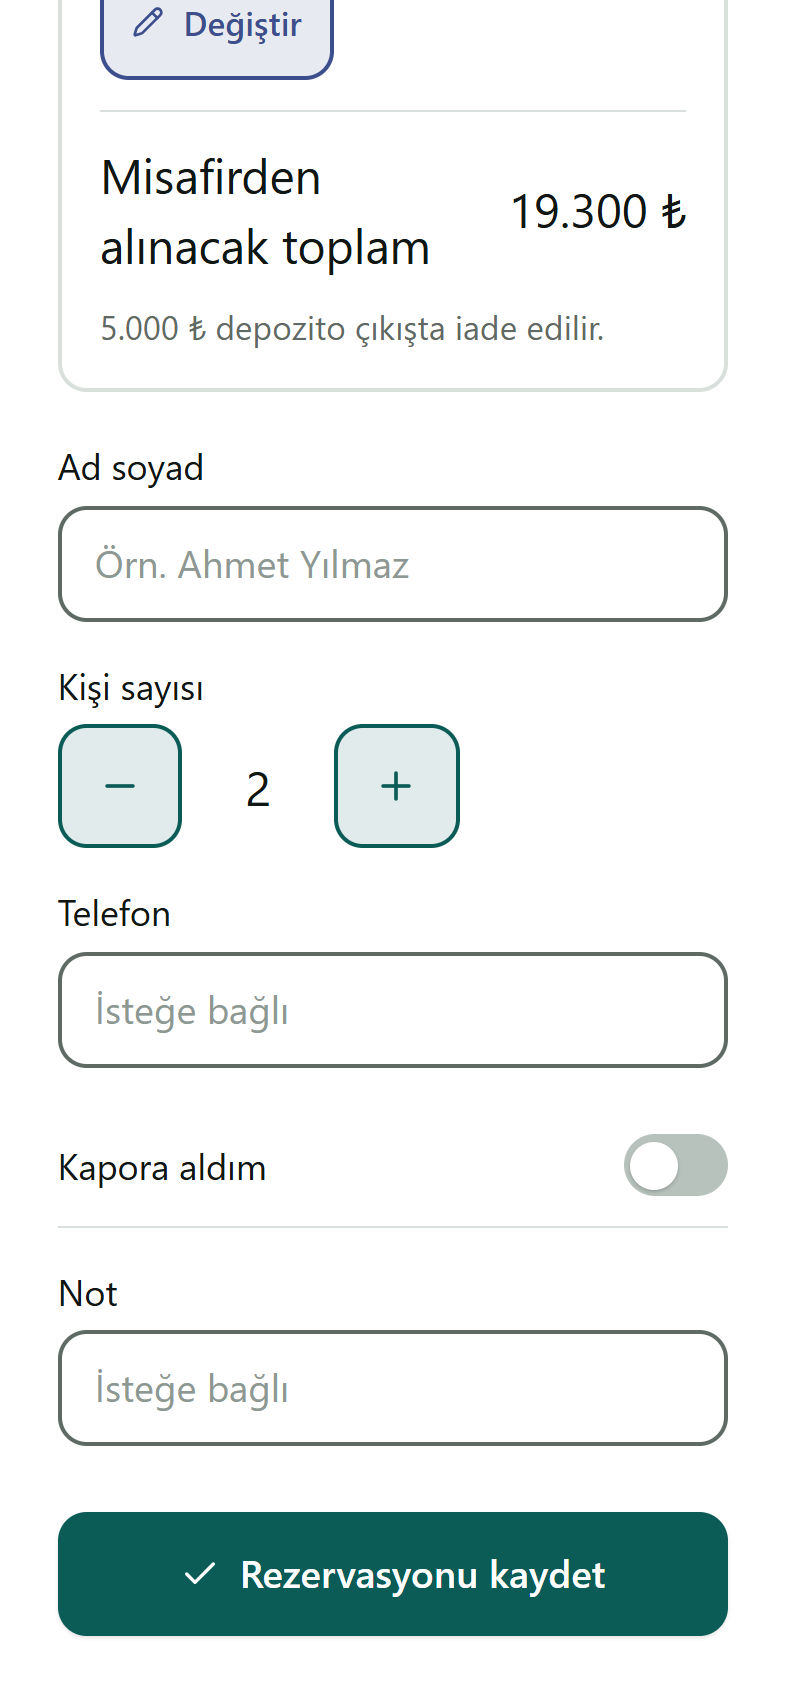 Değiştir
Misafirden
alınacak toplam
19.300 ₺
5.000 ₺ depozito çıkışta iade edilir.
Ad soyad
Örn. Ahmet Yılmaz
Kişi sayısı
− 2 +
Telefon
İsteğe bağlı
Kapora aldım
Not
İsteğe bağlı
Rezervasyonu kaydet